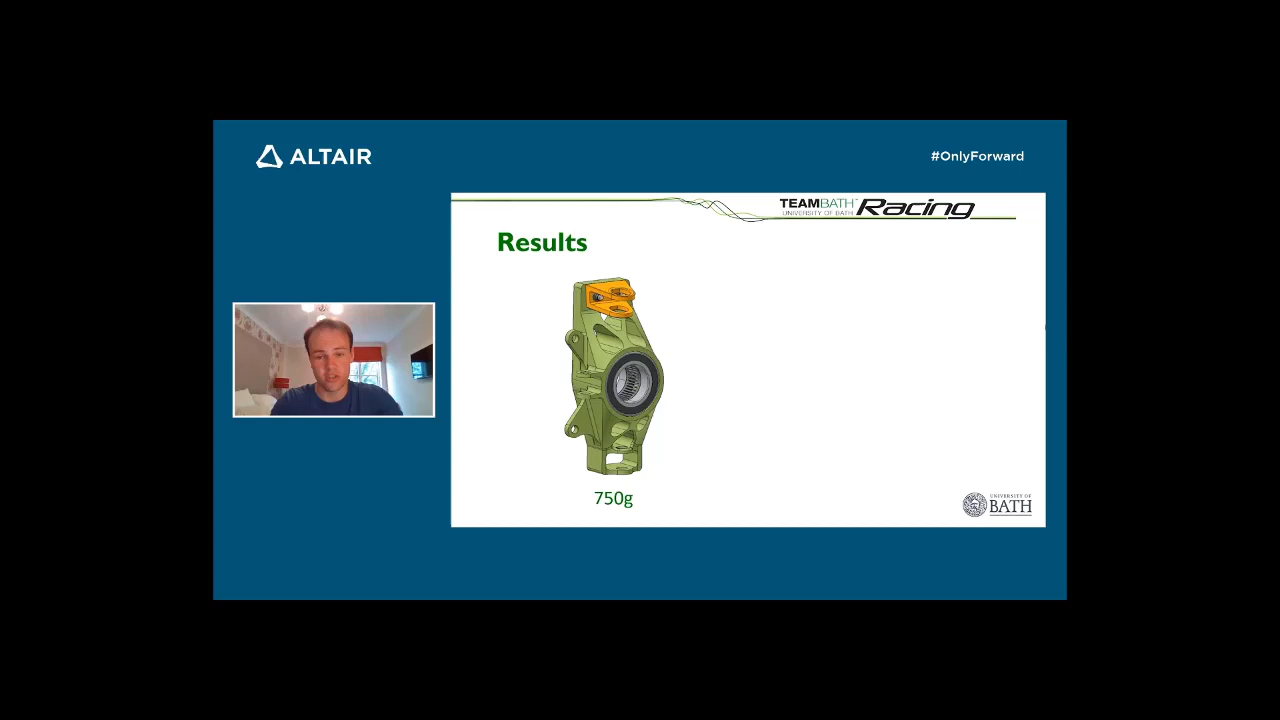 ALTAIR
#OnlyForward
TEAMBATH Racing
UNIVERSITY OF BATH
Results
750g
UNIVERSITY OF
BATH